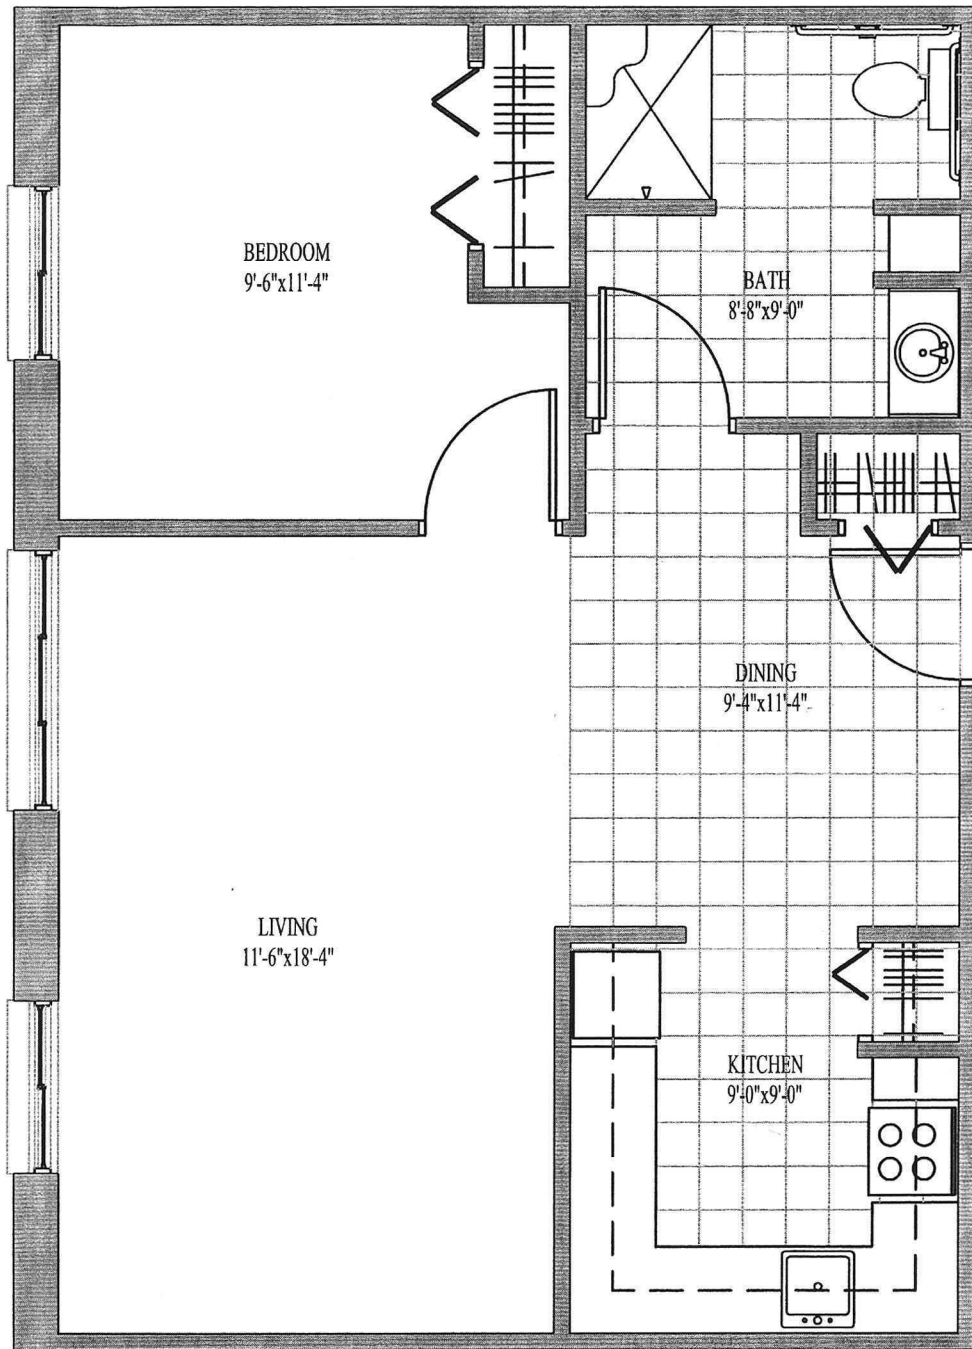 BEDROOM
9'-6"x11'-4"
BATH
8'-8"x9'-0"
DINING
9'-4"x11'-4"
LIVING
11'-6"x18'-4"
KITCHEN
9'-0"x9'-0"